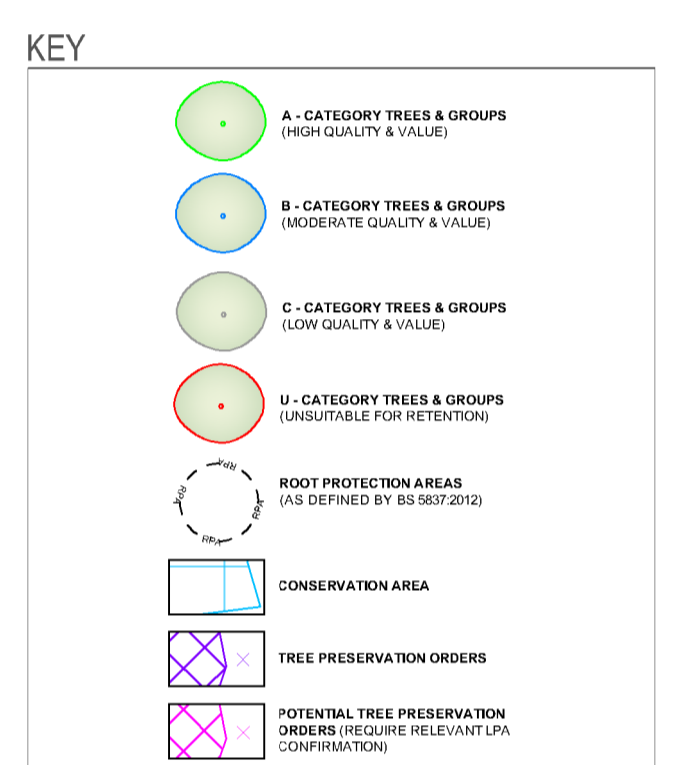 KEY
A - CATEGORY TREES & GROUPS
(HIGH QUALITY & VALUE)
B - CATEGORY TREES & GROUPS
(MODERATE QUALITY & VALUE)
C - CATEGORY TREES & GROUPS
(LOW QUALITY & VALUE)
U - CATEGORY TREES & GROUPS
(UNSUITABLE FOR RETENTION)
RPA
RPA
RPA
RPA
ROOT PROTECTION AREAS
(AS DEFINED BY BS 5837:2012)
CONSERVATION AREA
TREE PRESERVATION ORDERS
POTENTIAL TREE PRESERVATION
ORDERS (REQUIRE RELEVANT LPA
CONFIRMATION)